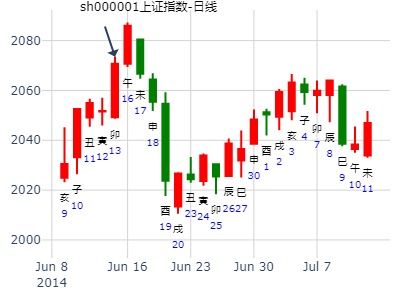 sh000001上证指数-日线
2080
2060
2040
2020
2000
亥 子 丑 寅 卯 午 未 申 酉 戌 丑 寅 卯 辰 巳 申 酉 戌 亥 子 卯 辰 巳 午 未
9 10 11 12 13 16 17 18 19 20 23 24 25 26 27 30 1 2 3 4 7 8 9 10 11
Jun 8 Jun 16 Jun 23 Jun 30 Jul 7
2014